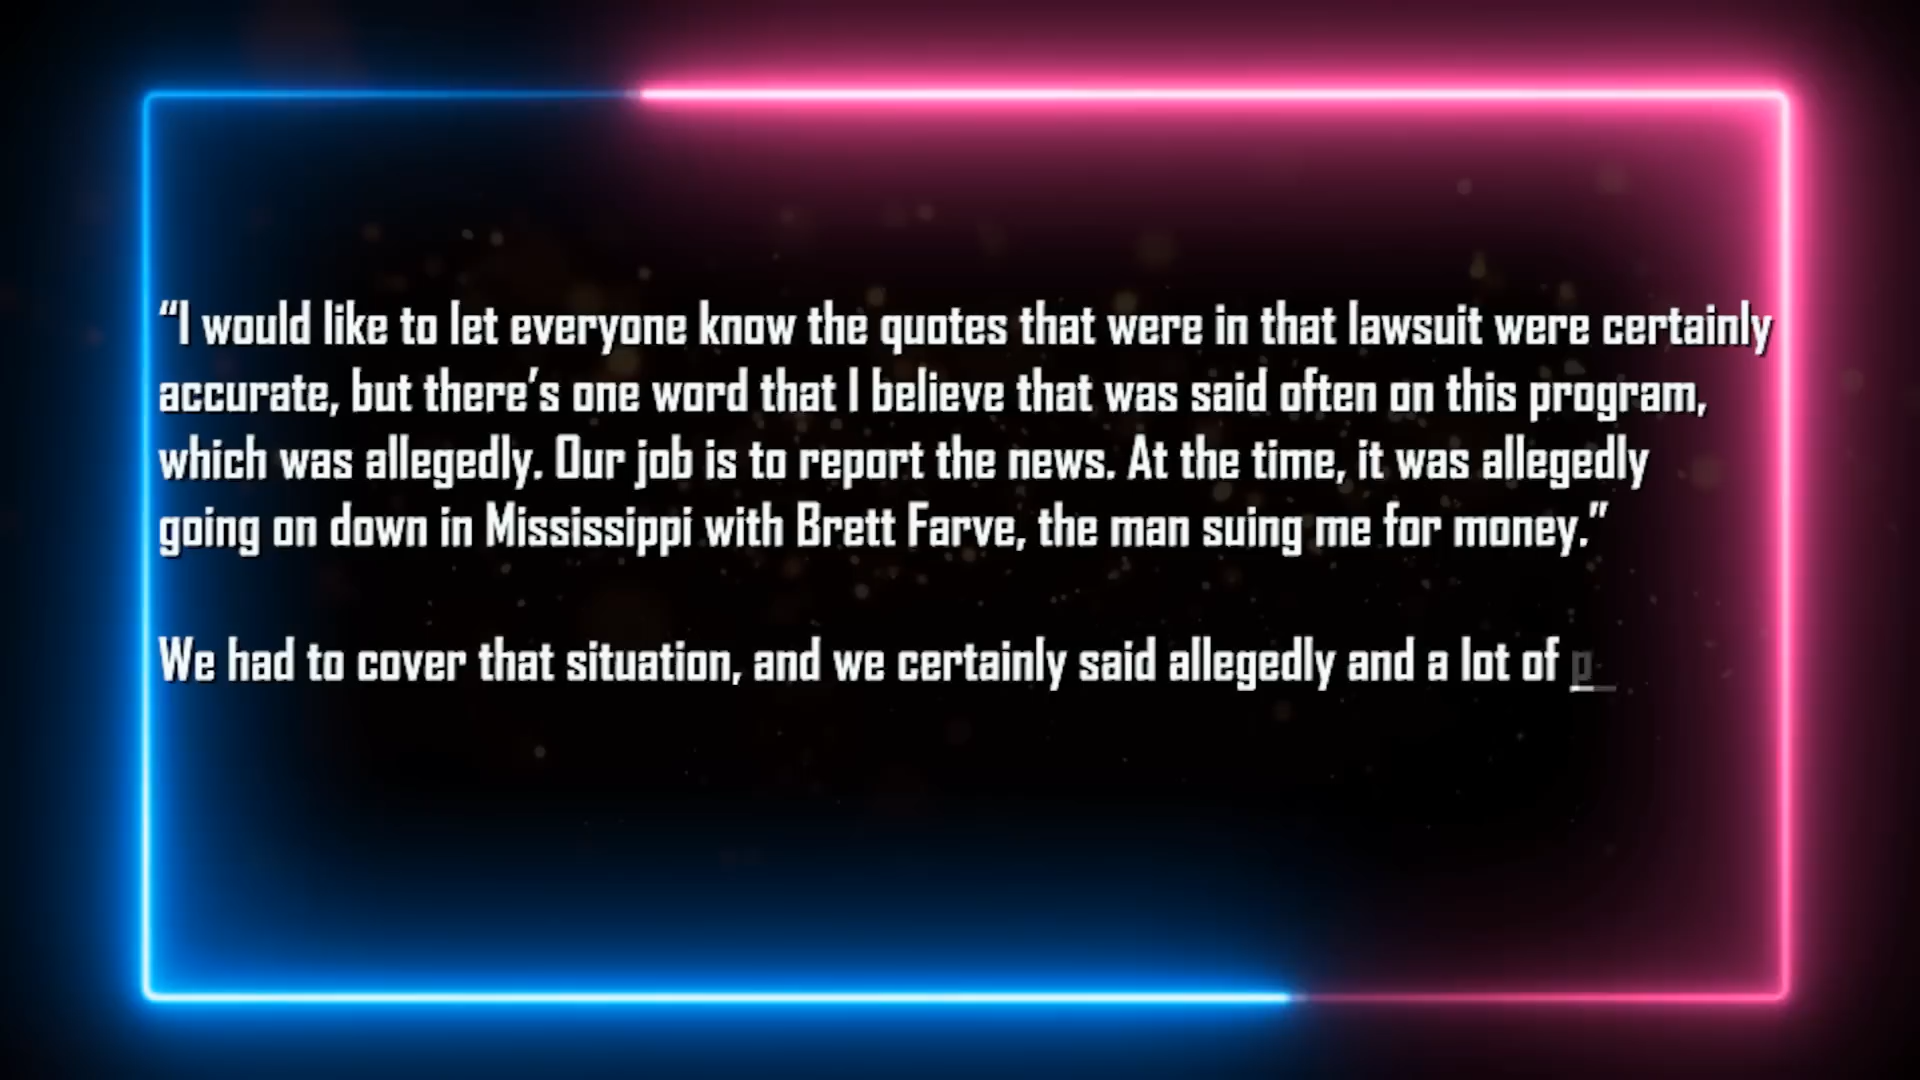 “I would like to let everyone know the quotes that were in that lawsuit were certainly
accurate, but there’s one word that I believe that was said often on this program,
which was allegedly. Our job is to report the news. At the time, it was allegedly
going on down in Mississippi with Brett Farve, the man suing me for money.”
We had to cover that situation, and we certainly said allegedly and a lot of p